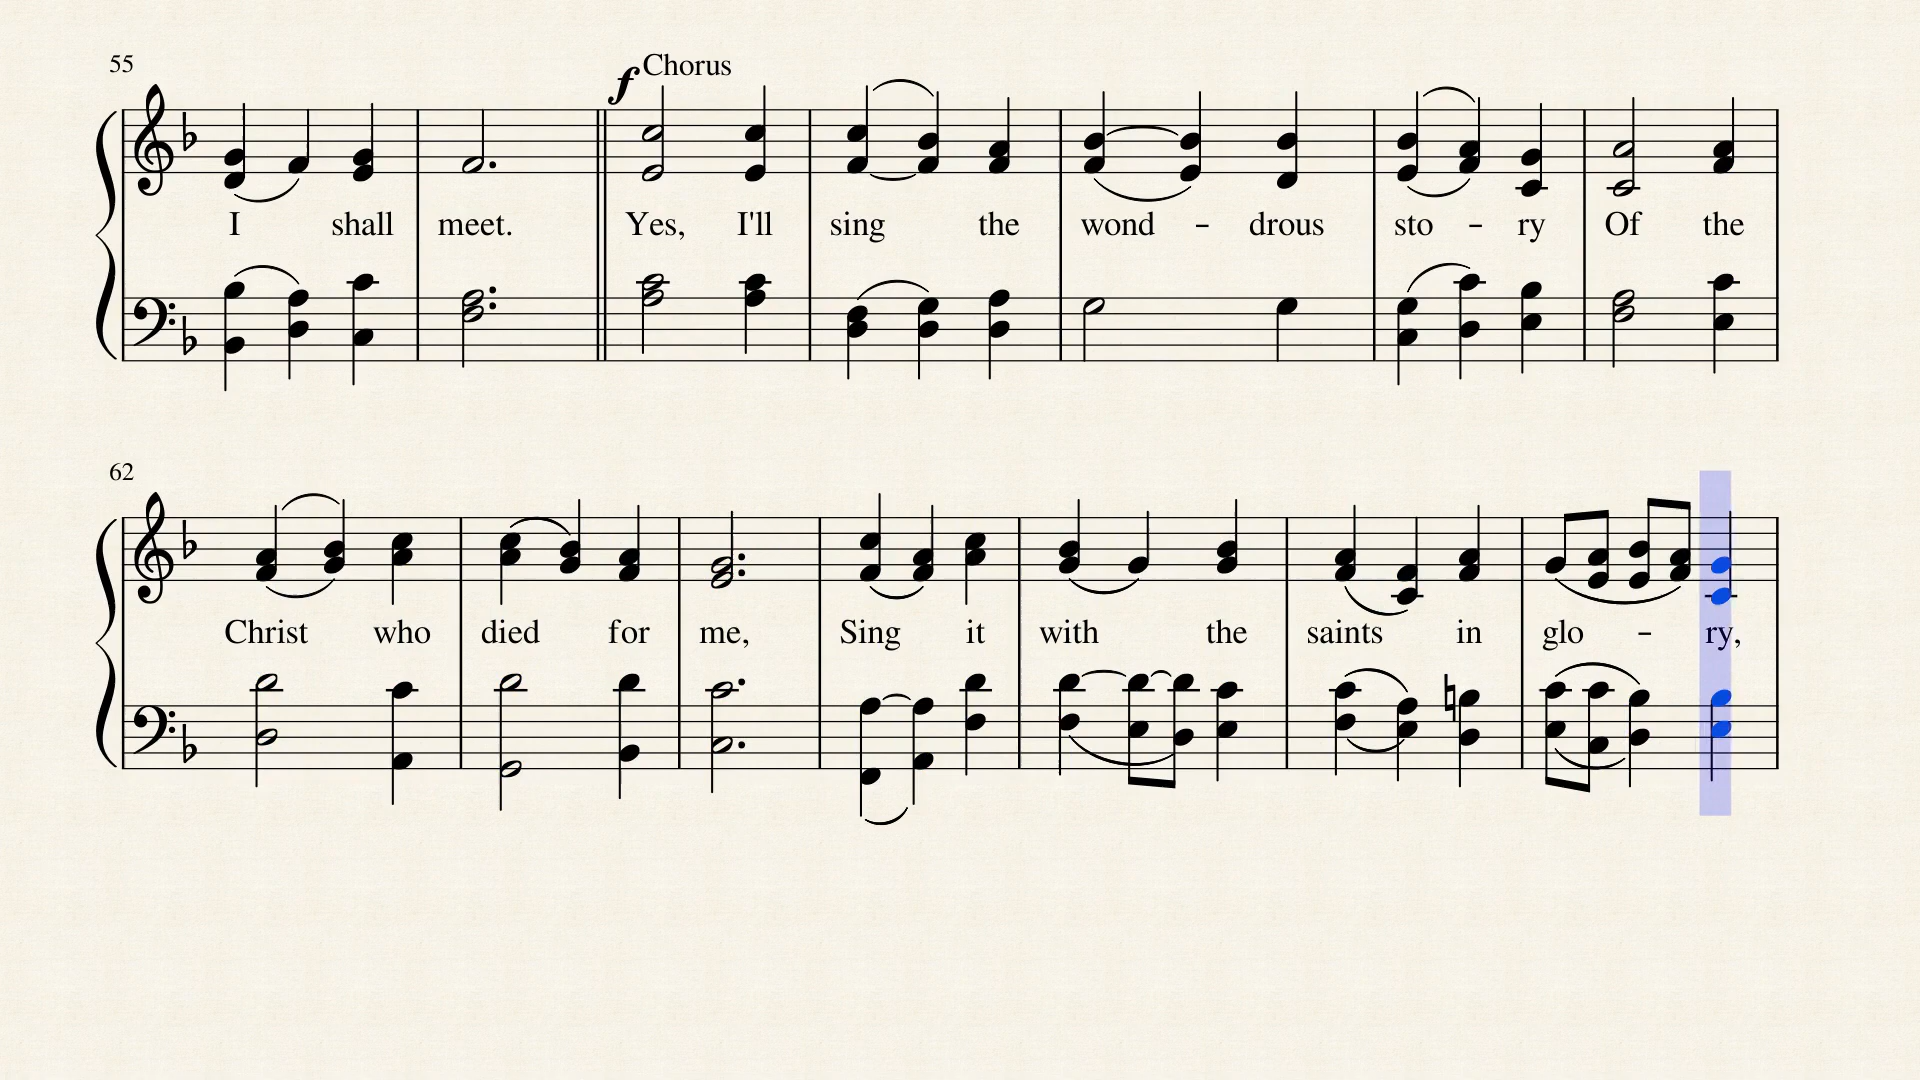 55
f Chorus
I shall meet. Yes, I'll sing the wond - drous sto - ry Of the
62
Christ who died for me, Sing it with the saints in glo - ry,